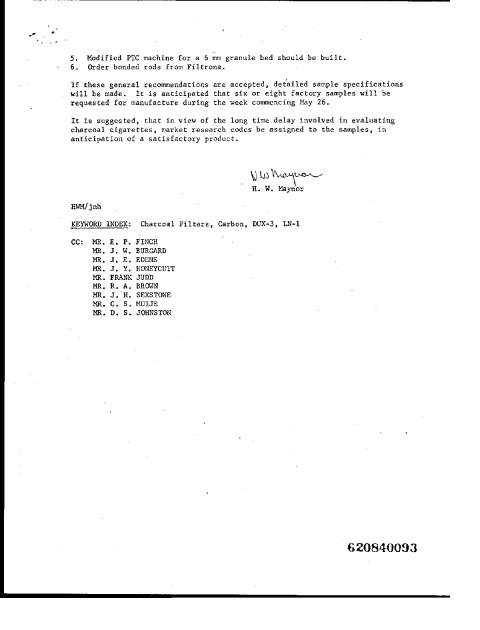 5. Modified PTC machine for a 6 mm granule bed should be built.
6. Order bonded rods from Filtrona.
If these general recommendations are accepted, detailed sample specifications
will be made. It is anticipated that six or eight factory samples will be
requested for manufacture during the week commencing May 26.
It is suggested, that in view of the long time delay involved in evaluating
charcoal cigarettes, market research codes be assigned to the samples, in
anticipation of a satisfactory product.
H W Maynor
H. W. Maynor
HWM/jnh
KEYWORD INDEX: Charcoal Filters, Carbon, DUX-3, LN-1
CC: MR. E. P. FINCH
MR. J. W. BURGARD
MR. J. E. EDENS
MR. J. Y. HONEYCUTT
MR. FRANK JUDD
MR. R. A. BROWN
MR. J. H. SEXSTONE
MR. C. S. MULIE
MR. D. S. JOHNSTON
620840093